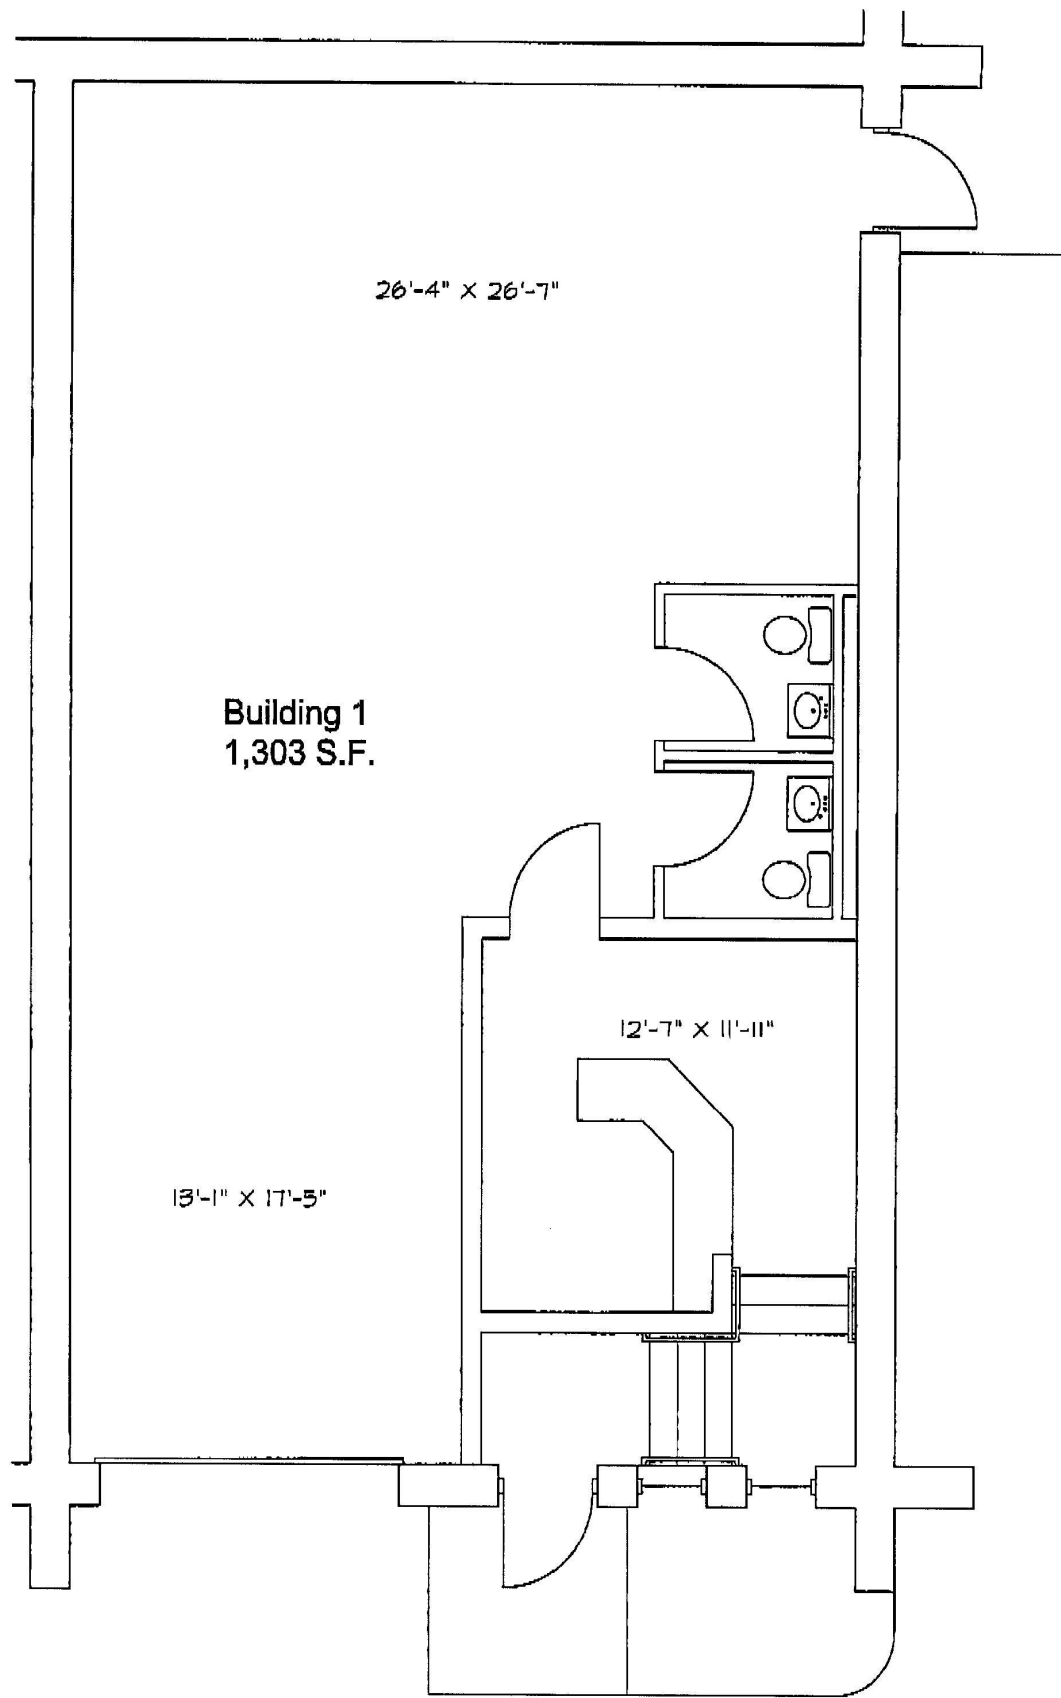 26'-4" X 26'-7"
Building 1
1,303 S.F.
12'-7" X 11'-11"
13'-1" X 17'-5"